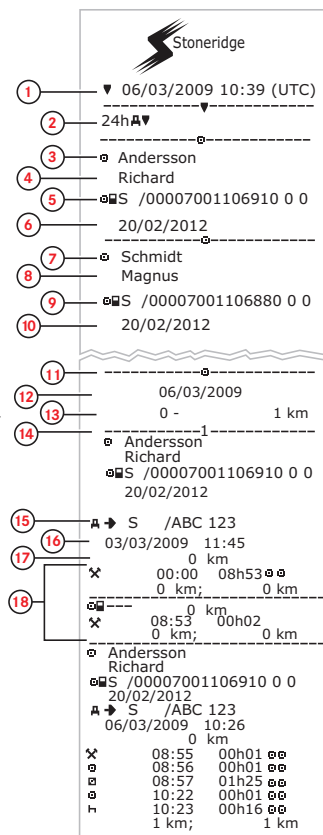 Stoneridge
1 ▼ 06/03/2009 10:39 (UTC)
2 24h
3 Andersson
4 Richard
5 S /00007001106910 0 0
6 20/02/2012
7 Schmidt
8 Magnus
9 S /00007001106880 0 0
10 20/02/2012
11
12 06/03/2009
13 0 - 1 km
14 1
Andersson
Richard
S /00007001106910 0 0
20/02/2012
15 S /ABC 123
16 03/03/2009 11:45
17 0 km
18
00:00 08h53
0 km; 0 km
--- 0 km
08:53 00h02
0 km; 0 km
Andersson
Richard
S /00007001106910 0 0
20/02/2012
S /ABC 123
06/03/2009 10:26
0 km
08:55 00h01
08:56 00h01
08:57 01h25
10:22 00h01
10:23 00h16
1 km; 1 km